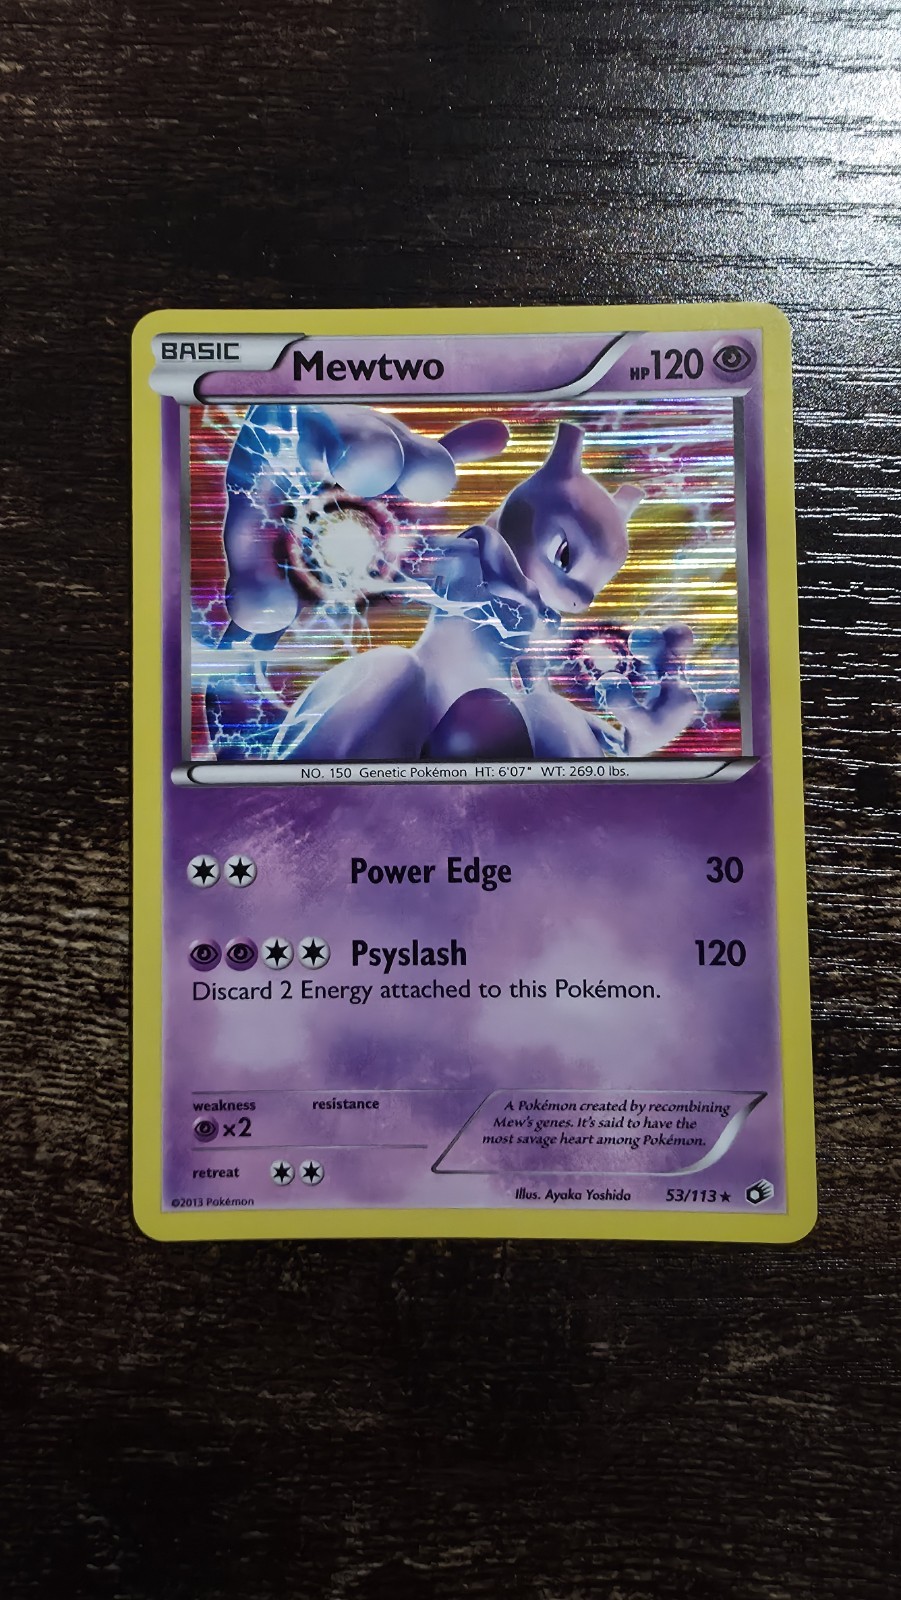 BASIC
Mewtwo
HP120
NO. 150 Genetic Pokémon HT: 6'07" WT: 269.0 lbs.
Power Edge 30
Psyslash 120
Discard 2 Energy attached to this Pokémon.
weakness
resistance
x2
retreat
A Pokémon created by recombining
Mew's genes. It's said to have the
most savage heart among Pokémon.
©2013 Pokémon
Illus. Ayaka Yoshida
53/113 ★